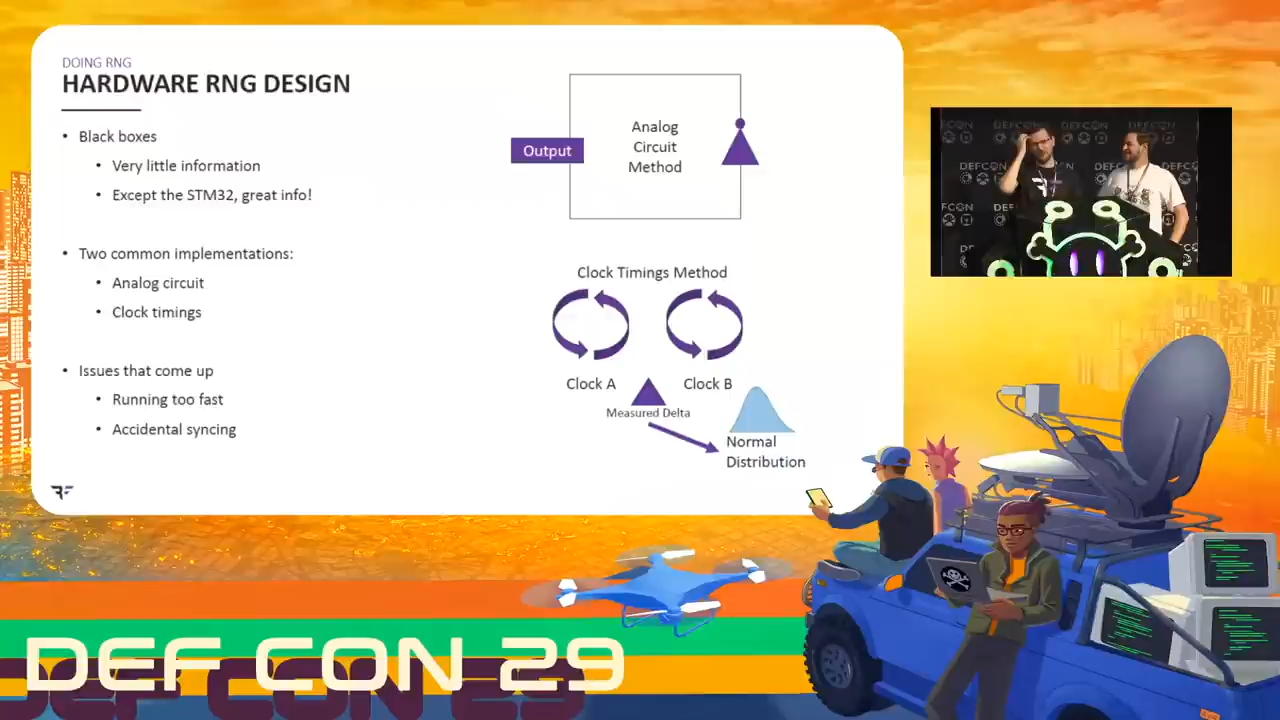 DOING RNG
HARDWARE RNG DESIGN
• Black boxes
• Very little information
• Except the STM32, great info!
• Two common implementations:
• Analog circuit
• Clock timings
• Issues that come up
• Running too fast
• Accidental syncing
Output
Analog
Circuit
Method
Clock Timings Method
Clock A
Clock B
Measured Delta
Normal
Distribution
DEFCON
DEF CON 29